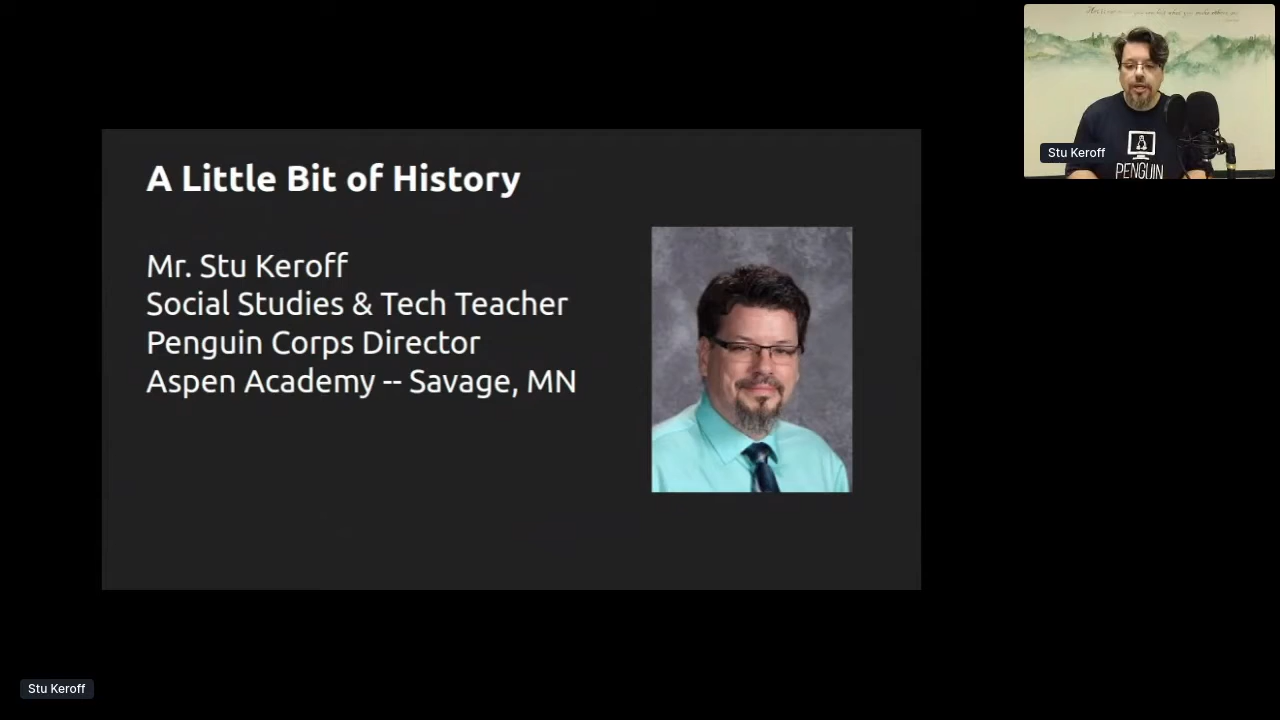 A Little Bit of History
Mr. Stu Keroff
Social Studies & Tech Teacher
Penguin Corps Director
Aspen Academy -- Savage, MN
Stu Keroff
PENGUIN
Stu Keroff